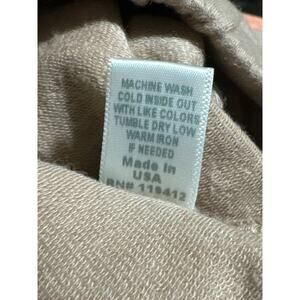 MACHINE WASH
COLD INSIDE OUT
WITH LIKE COLORS
TUMBLE DRY LOW
WARM IRON
IF NEEDED
Made In
USA
RN# 119412